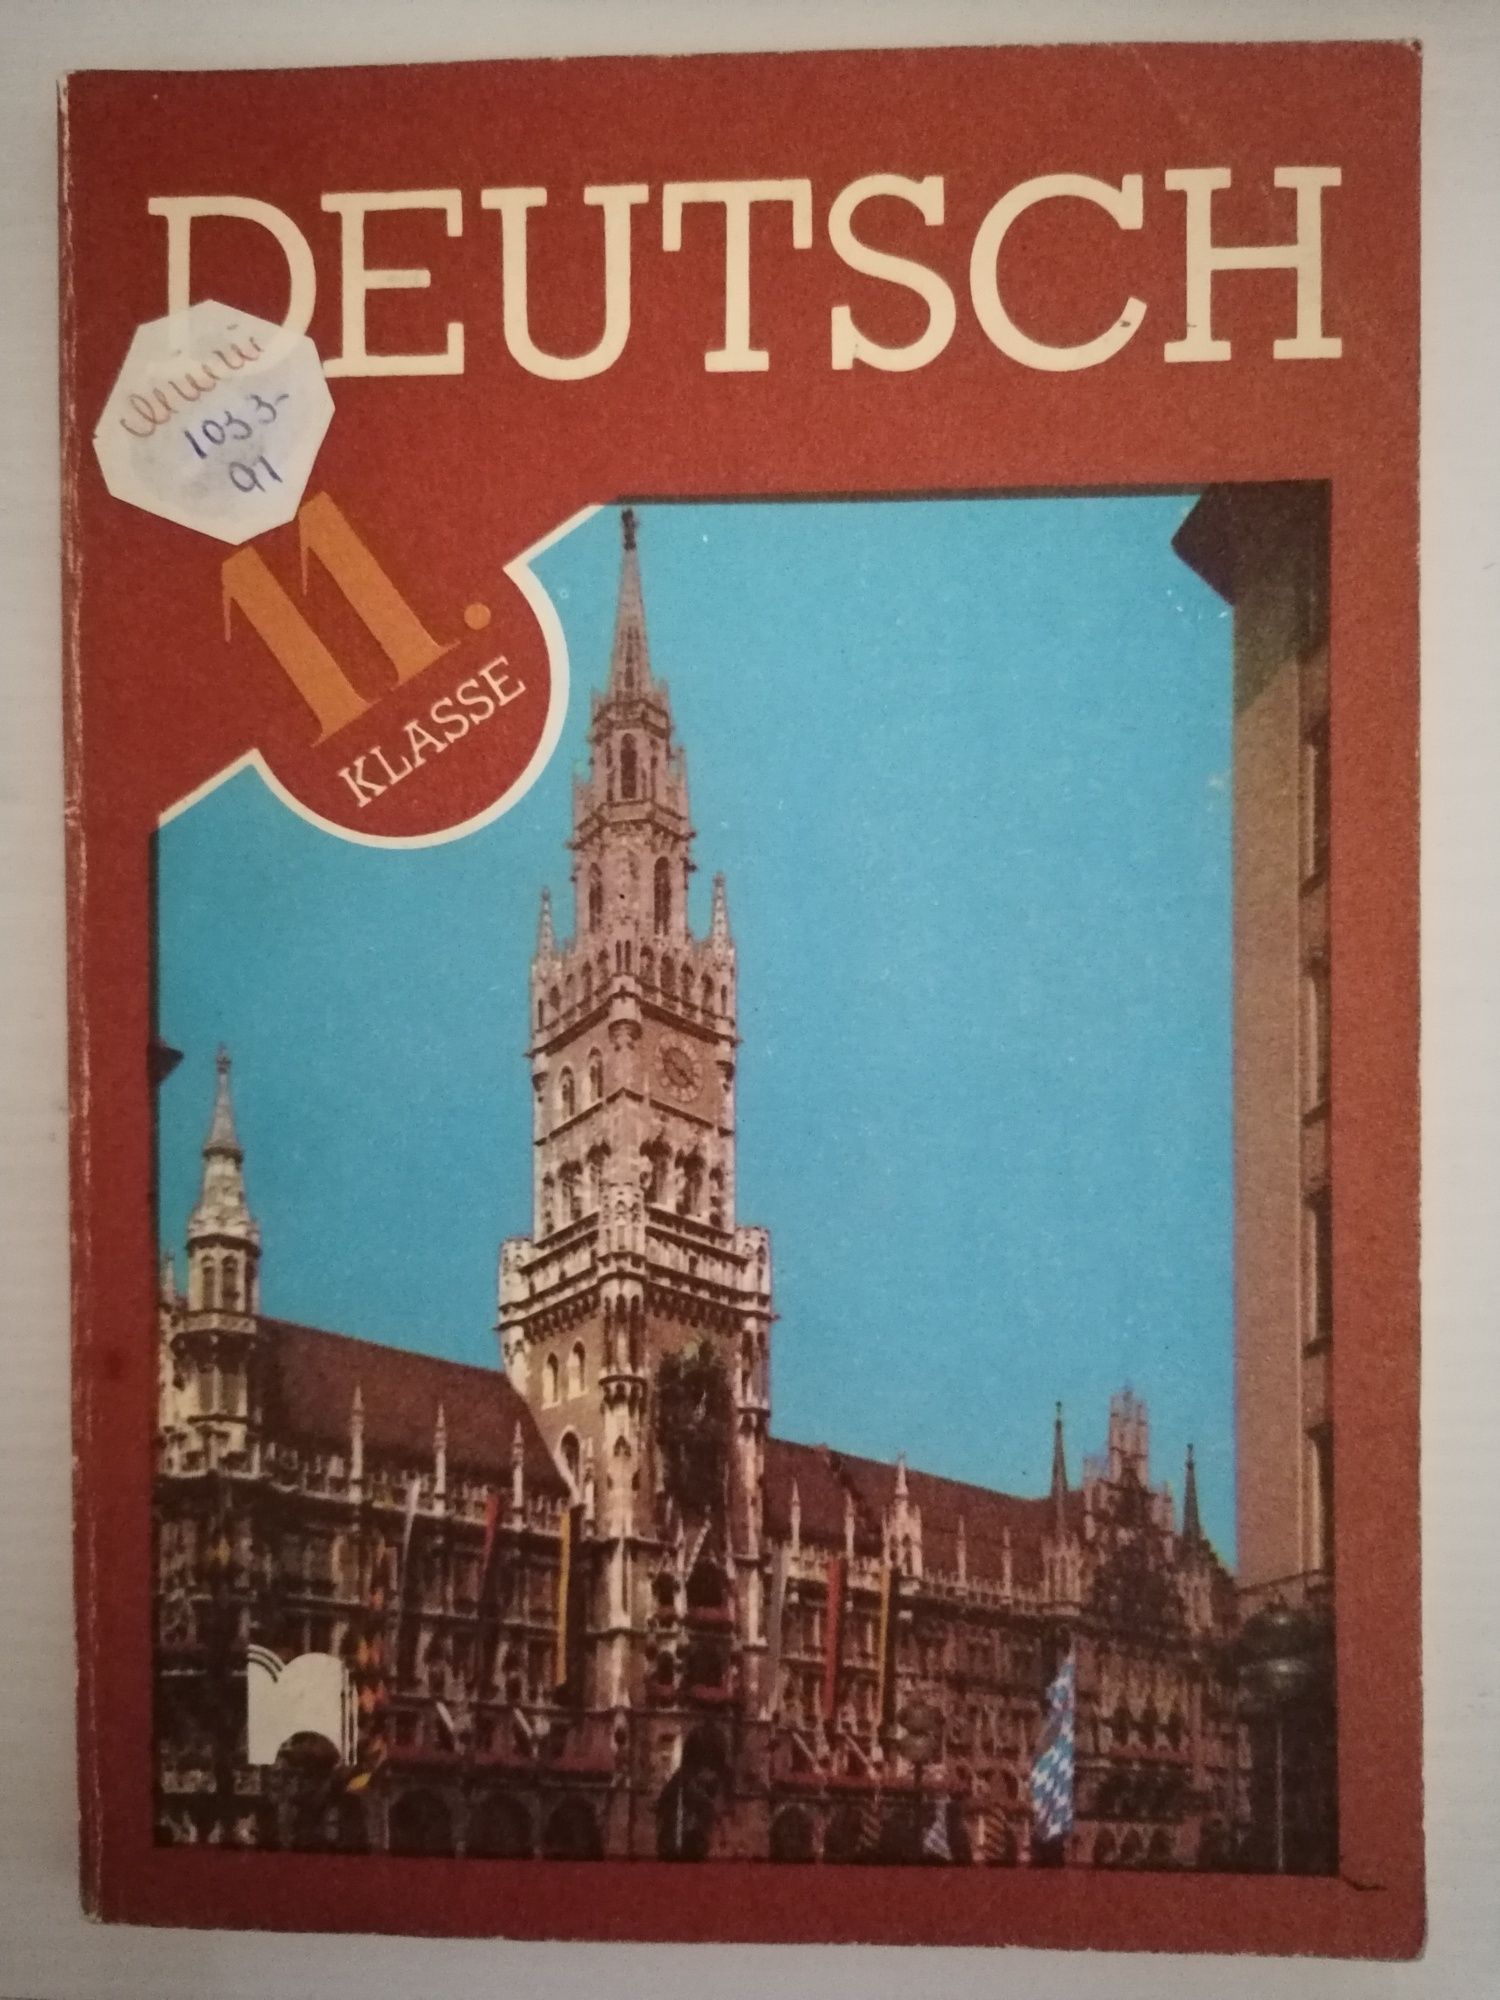 DEUTSCH
1033-
91
11.
KLASSE